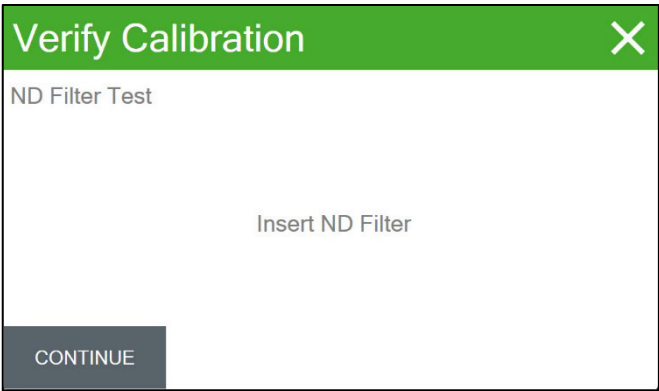 Verify Calibration
ND Filter Test
Insert ND Filter
CONTINUE